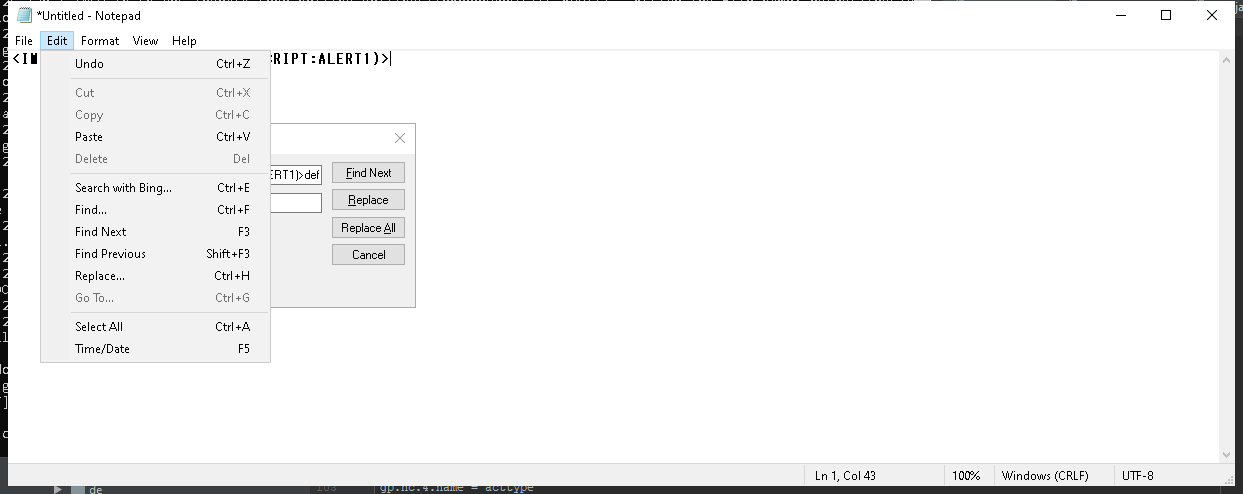 *Untitled - Notepad
File Edit Format View Help
<IM
RIPT:ALERT1)>
Undo Ctrl+Z
Cut Ctrl+X
Copy Ctrl+C
Paste Ctrl+V
Delete Del
Search with Bing... Ctrl+E
Find... Ctrl+F
Find Next F3
Find Previous Shift+F3
Replace... Ctrl+H
Go To... Ctrl+G
Select All Ctrl+A
Time/Date F5
ERT1)>def
Find Next
Replace
Replace All
Cancel
Ln 1, Col 43 100% Windows (CRLF) UTF-8
de
gp.nc.4.name = acctype